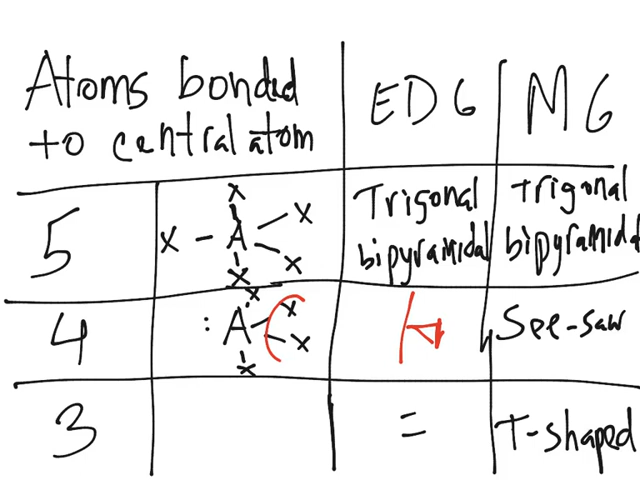 Atoms bonded
to central atom
EDG
MG
5
X
X
X - A
X
X
Trigonal
bipyramidal
trigonal
bipyramidal
4
X
X
: A
X
X
See-saw
3
=
T-shaped